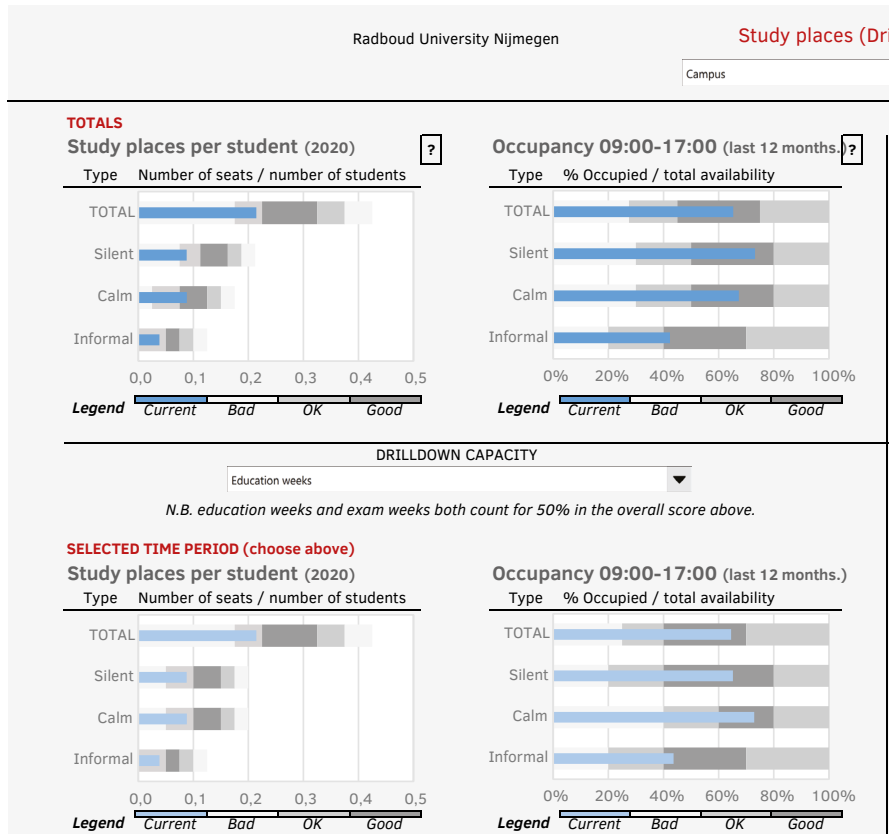 Radboud University Nijmegen
Study places (Dri
Campus
TOTALS
Study places per student (2020)
?
Type Number of seats / number of students
TOTAL
Silent
Calm
Informal
0,0 0,1 0,2 0,3 0,4 0,5
Legend Current Bad OK Good
Occupancy 09:00-17:00 (last 12 months.)
?
Type % Occupied / total availability
TOTAL
Silent
Calm
Informal
0% 20% 40% 60% 80% 100%
Legend Current Bad OK Good
DRILLDOWN CAPACITY
Education weeks
N.B. education weeks and exam weeks both count for 50% in the overall score above.
SELECTED TIME PERIOD (choose above)
Study places per student (2020)
Type Number of seats / number of students
TOTAL
Silent
Calm
Informal
0,0 0,1 0,2 0,3 0,4 0,5
Legend Current Bad OK Good
Occupancy 09:00-17:00 (last 12 months.)
Type % Occupied / total availability
TOTAL
Silent
Calm
Informal
0% 20% 40% 60% 80% 100%
Legend Current Bad OK Good